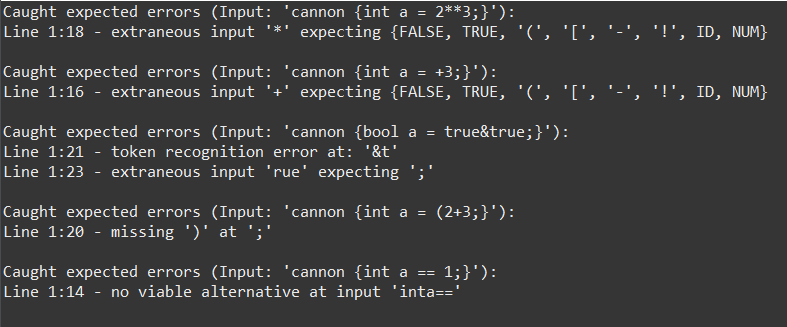 Caught expected errors (Input: 'cannon {int a = 2**3;}'):
Line 1:18 - extraneous input '*' expecting {FALSE, TRUE, '(', '[', '-', '!', ID, NUM}
Caught expected errors (Input: 'cannon {int a = +3;}'):
Line 1:16 - extraneous input '+' expecting {FALSE, TRUE, '(', '[', '-', '!', ID, NUM}
Caught expected errors (Input: 'cannon {bool a = true&true;}'):
Line 1:21 - token recognition error at: '&t'
Line 1:23 - extraneous input 'rue' expecting ';'
Caught expected errors (Input: 'cannon {int a = (2+3;}'):
Line 1:20 - missing ')' at ';'
Caught expected errors (Input: 'cannon {int a == 1;}'):
Line 1:14 - no viable alternative at input 'inta=='